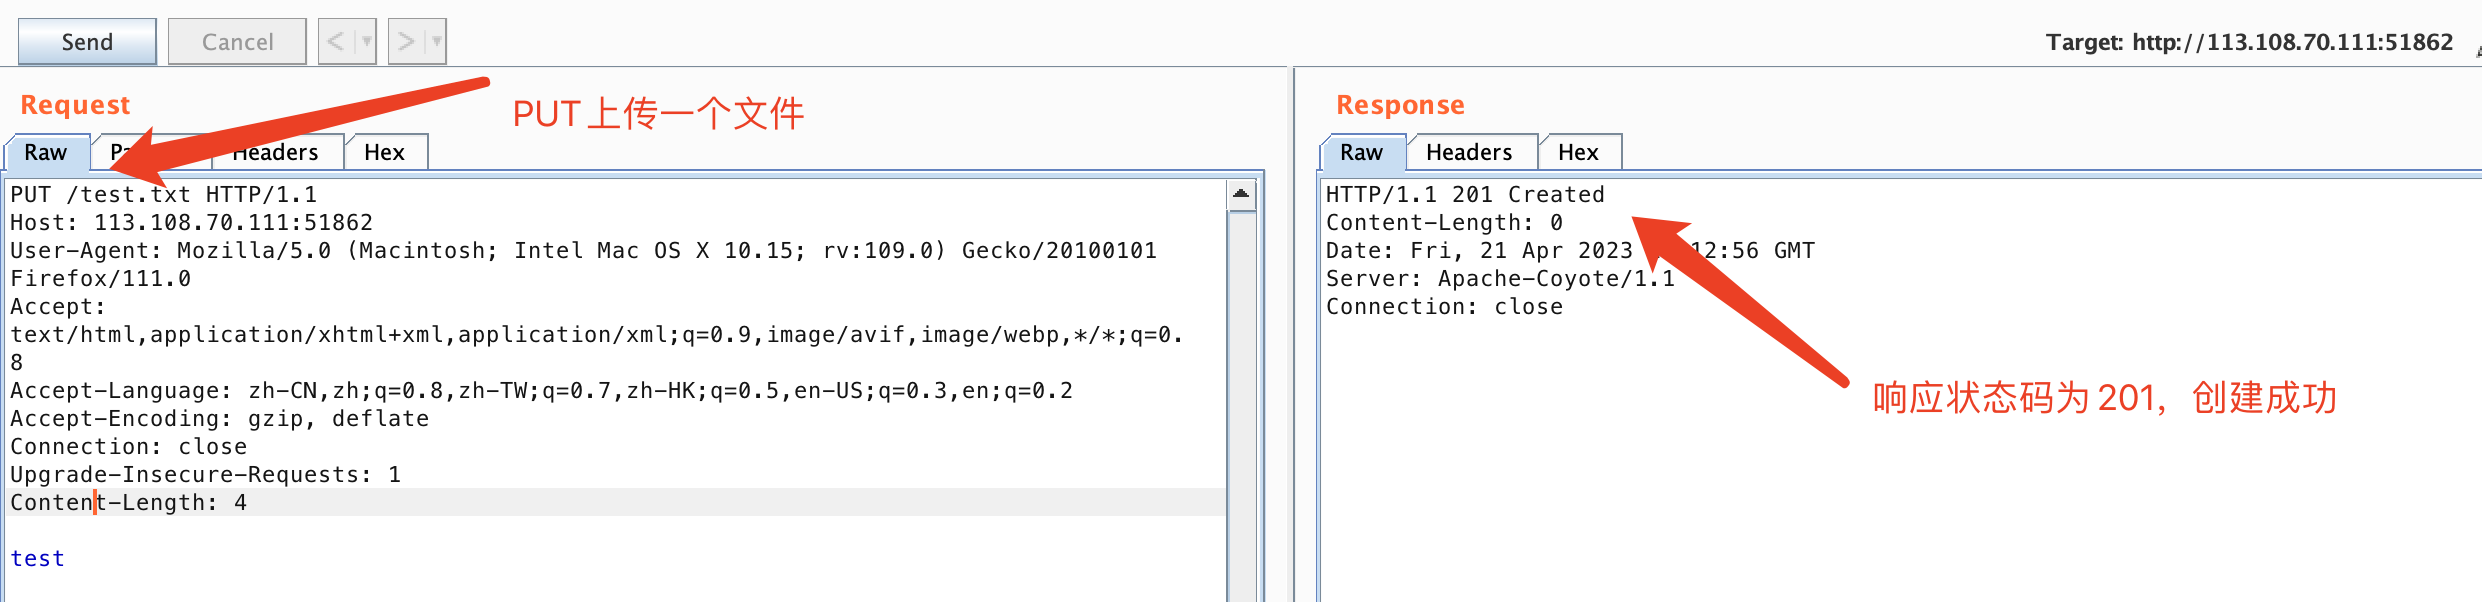 Send
Cancel
<
>
Target: http://113.108.70.111:51862
Request
PUT 上传一个文件
Raw
Headers
Hex
PUT /test.txt HTTP/1.1
Host: 113.108.70.111:51862
User-Agent: Mozilla/5.0 (Macintosh; Intel Mac OS X 10.15; rv:109.0) Gecko/20100101
Firefox/111.0
Accept:
text/html,application/xhtml+xml,application/xml;q=0.9,image/avif,image/webp,*/*;q=0.
8
Accept-Language: zh-CN,zh;q=0.8,zh-TW;q=0.7,zh-HK;q=0.5,en-US;q=0.3,en;q=0.2
Accept-Encoding: gzip, deflate
Connection: close
Upgrade-Insecure-Requests: 1
Content-Length: 4
test
Response
Raw
Headers
Hex
HTTP/1.1 201 Created
Content-Length: 0
Date: Fri, 21 Apr 2023 12:56 GMT
Server: Apache-Coyote/1.1
Connection: close
响应状态码为 201，创建成功